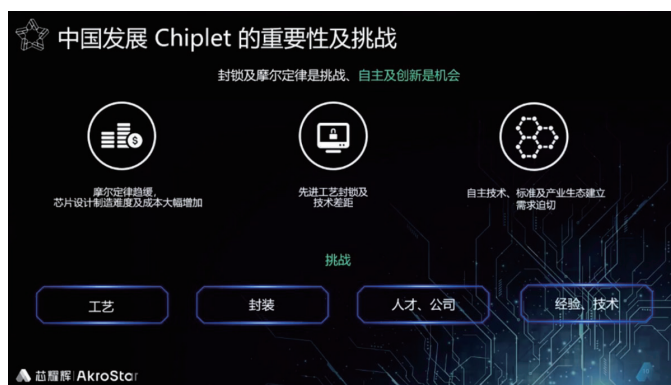 中国发展 Chiplet 的重要性及挑战
封锁及摩尔定律是挑战、自主及创新是机会
摩尔定律趋缓,
芯片设计制造难度及成本大幅增加
先进工艺封锁及
技术差距
自主技术、标准及产业生态建立
需求迫切
挑战
工艺
封装
人才、公司
经验、技术
芯耀辉 AkroStar